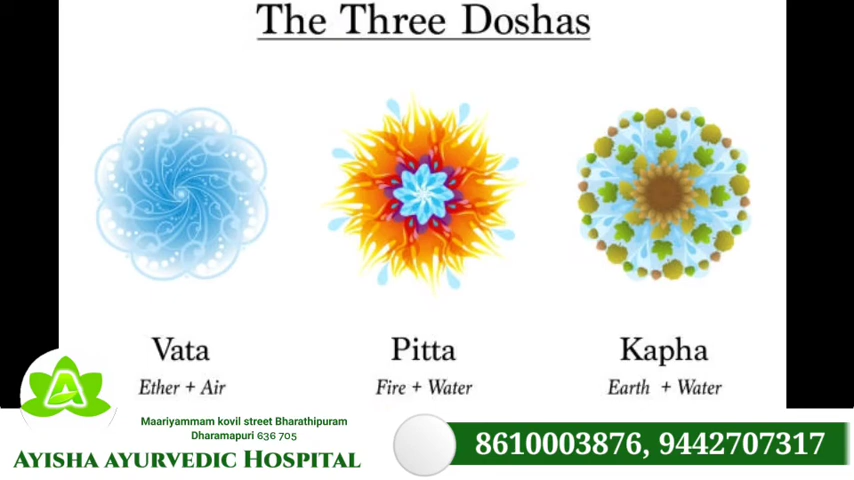 The Three Doshas
Vata
Pitta
Kapha
Ether + Air
Fire + Water
Earth + Water
A
Maariyammam kovil street Bharathipuram
Dharamapuri 636 705
AYISHA AYURVEDIC HOSPITAL
8610003876, 9442707317